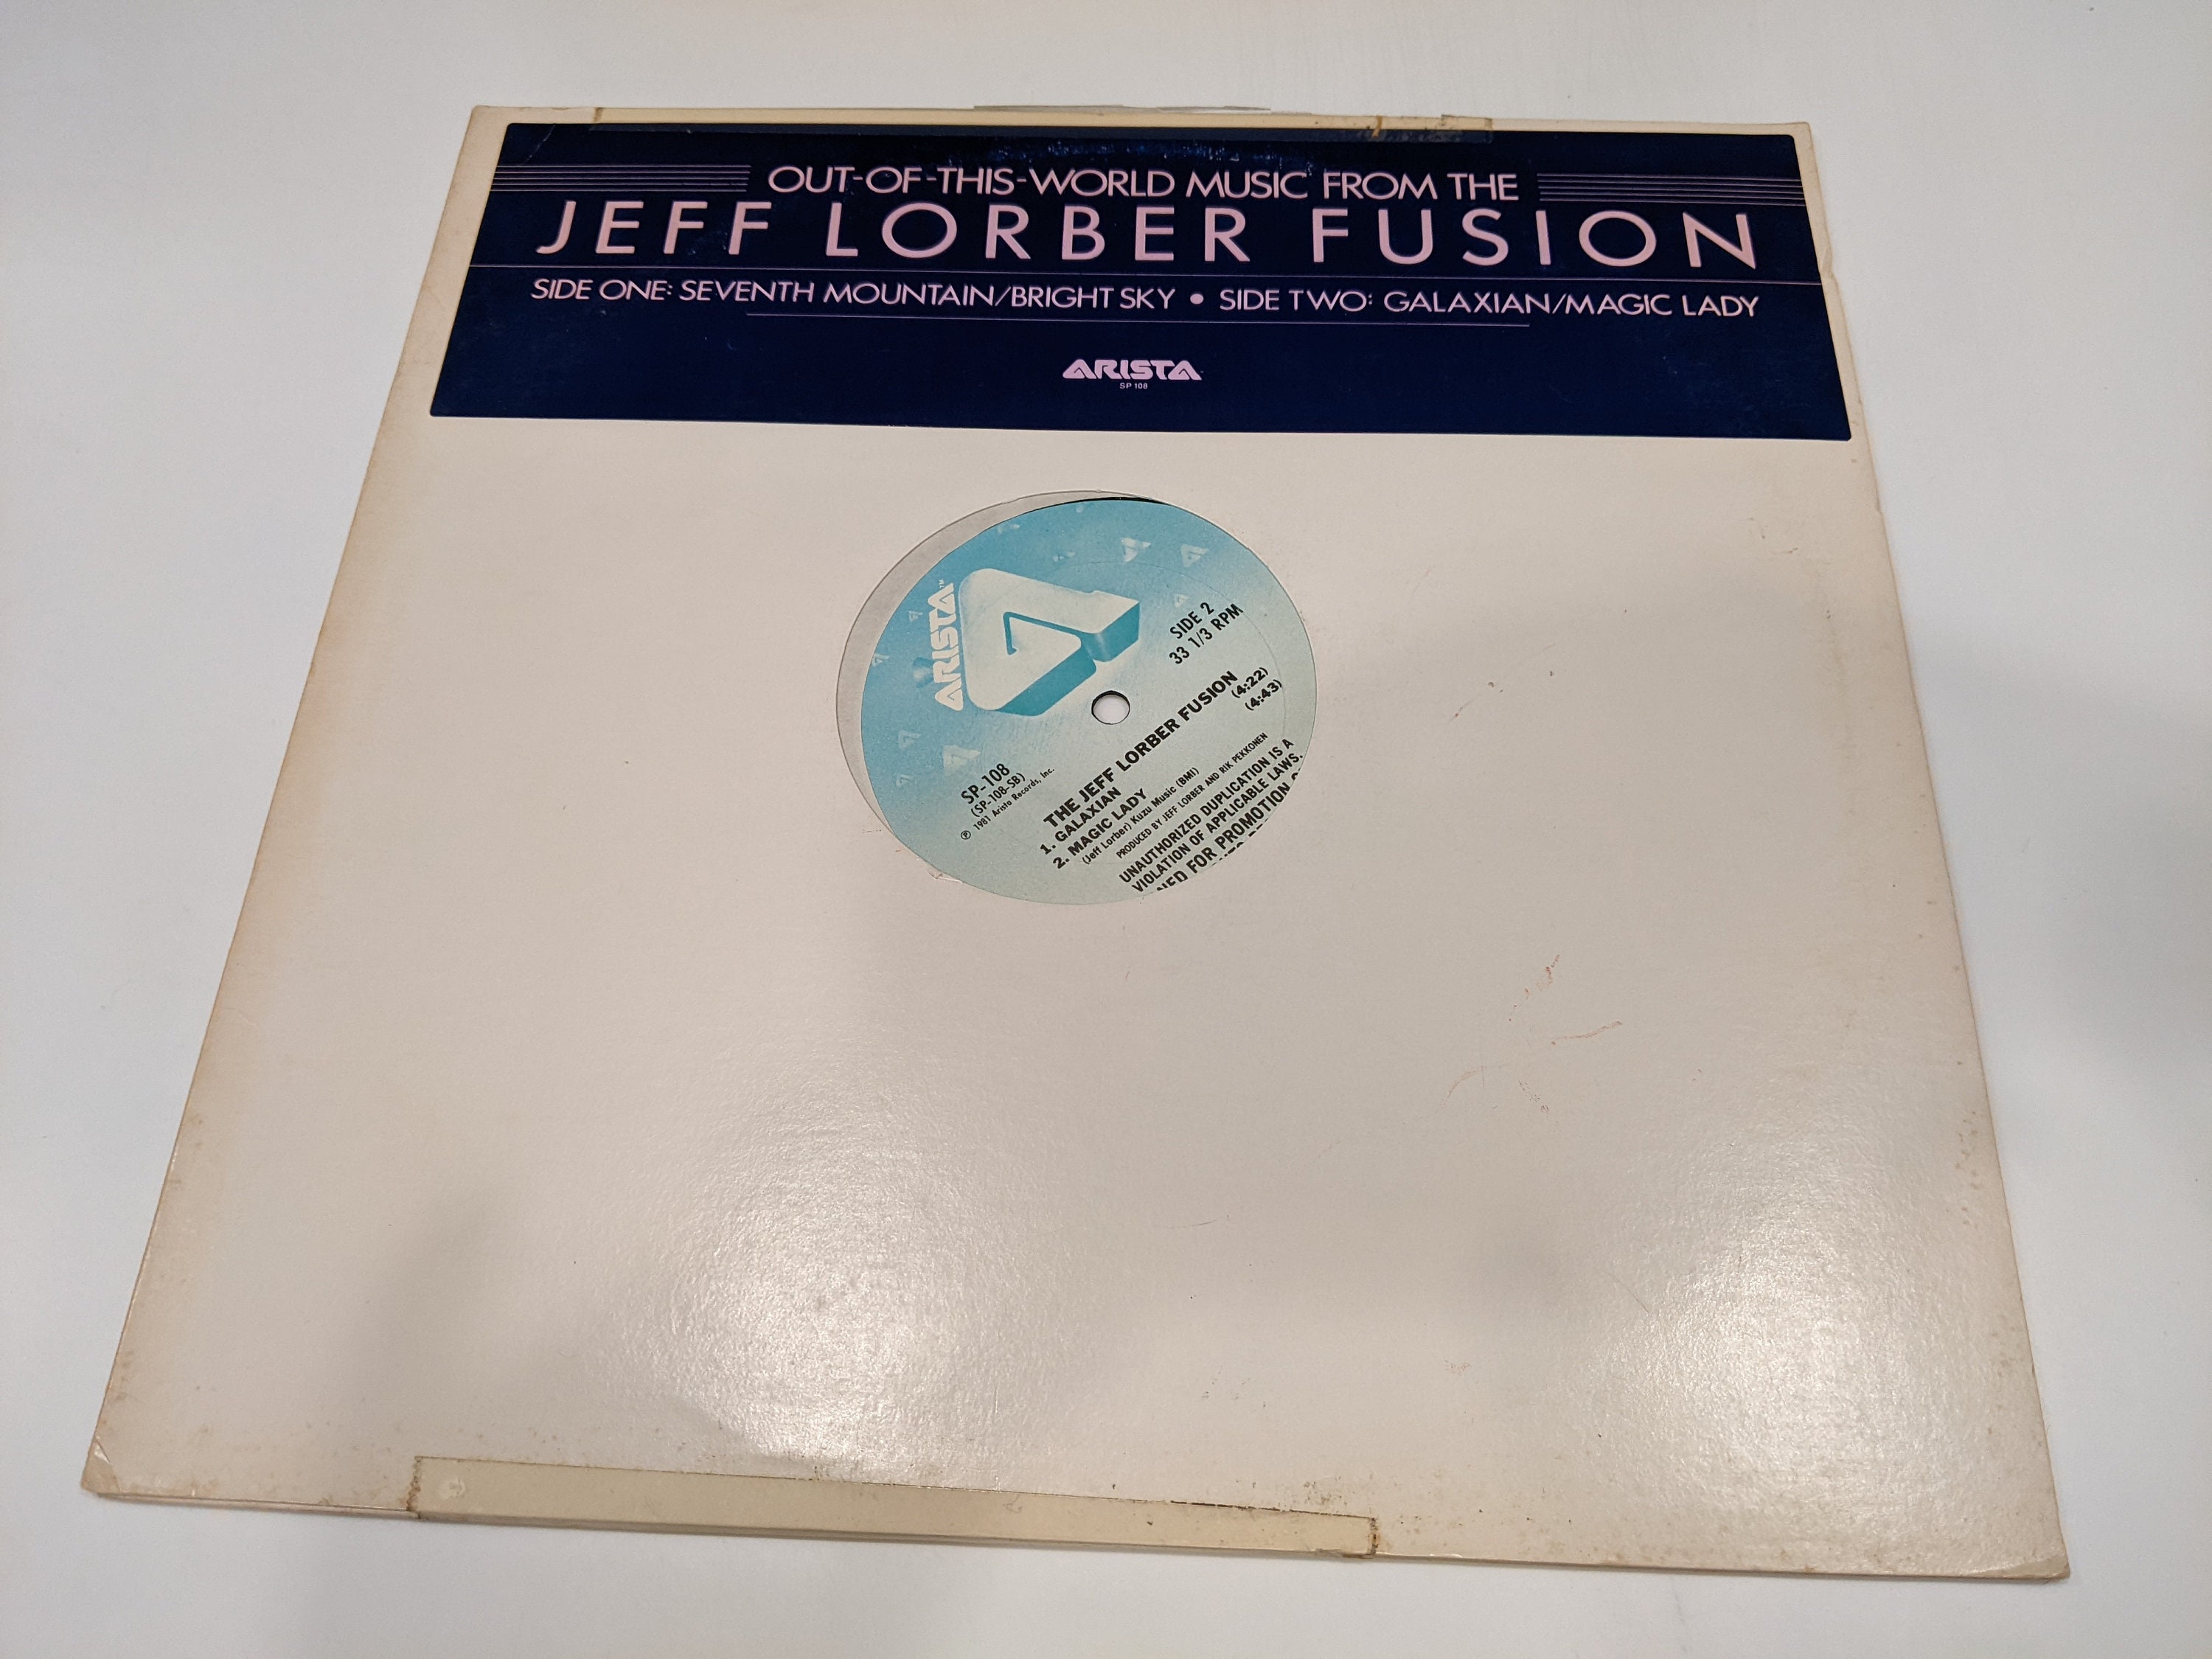 OUT-OF-THIS-WORLD MUSIC FROM THE
JEFF LORBER FUSION
SIDE ONE: SEVENTH MOUNTAIN/BRIGHT SKY • SIDE TWO: GALAXIAN/MAGIC LADY
ARISTA
SP 108
ARISTA™
SIDE 2
33 1/3 RPM
SP-108
(SP-108-SB)
℗ 1981 Arista Records, Inc.
THE JEFF LORBER FUSION
1. GALAXIAN (4:22)
2. MAGIC LADY (4:43)
(Jeff Lorber) Kuzu Music (BMI)
PRODUCED BY JEFF LORBER AND RIK PEKKONEN
UNAUTHORIZED DUPLICATION IS A
VIOLATION OF APPLICABLE LAWS.
FOR PROMOTION